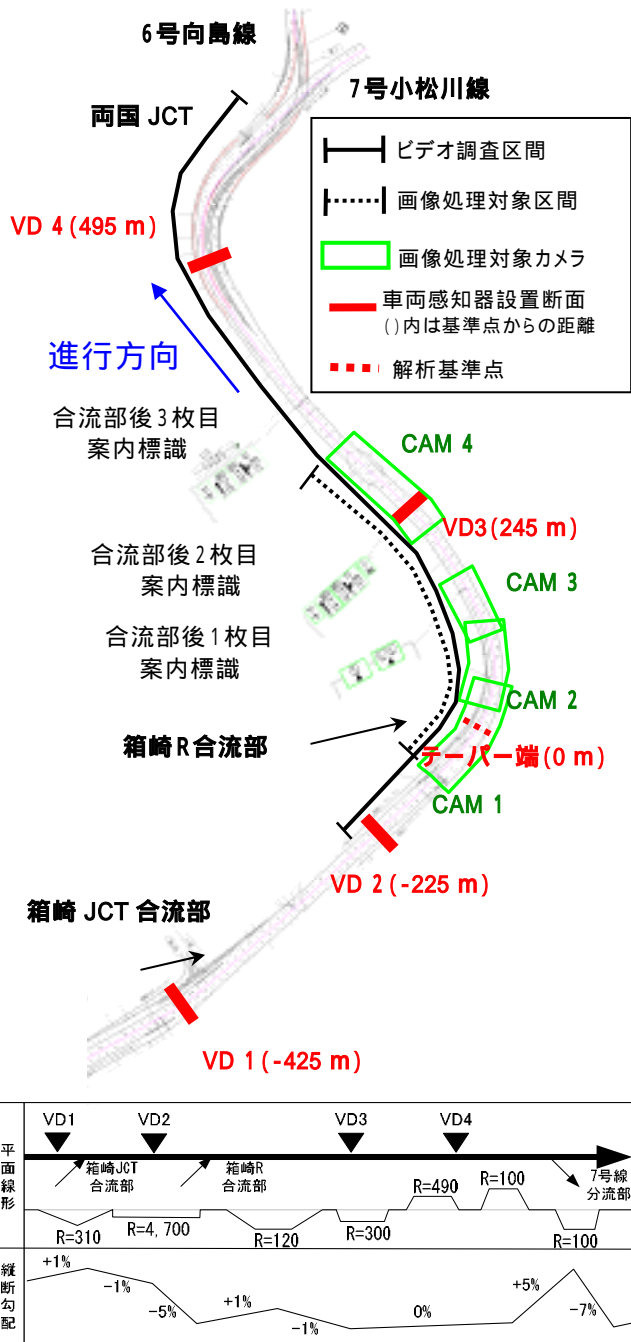 6号向島線
7号小松川線
両国 JCT
ビデオ調査区間
画像処理対象区間
画像処理対象カメラ
車両感知器設置断面
()内は基準点からの距離
解析基準点
VD 4 (495 m)
進行方向
合流部後3枚目
案内標識
CAM 4
VD3(245 m)
合流部後2枚目
案内標識
CAM 3
合流部後1枚目
案内標識
CAM 2
箱崎R合流部
テーパー端(0 m)
CAM 1
VD 2 (-225 m)
箱崎 JCT 合流部
VD 1 (-425 m)
平面線形
VD1 VD2 VD3 VD4
箱崎JCT
合流部
箱崎R
合流部
7号線
分流部
R=310 R=4,700 R=120 R=300 R=490 R=100 R=100
縦断勾配
+1% -1% -5% +1% -1% 0% +5% -7%